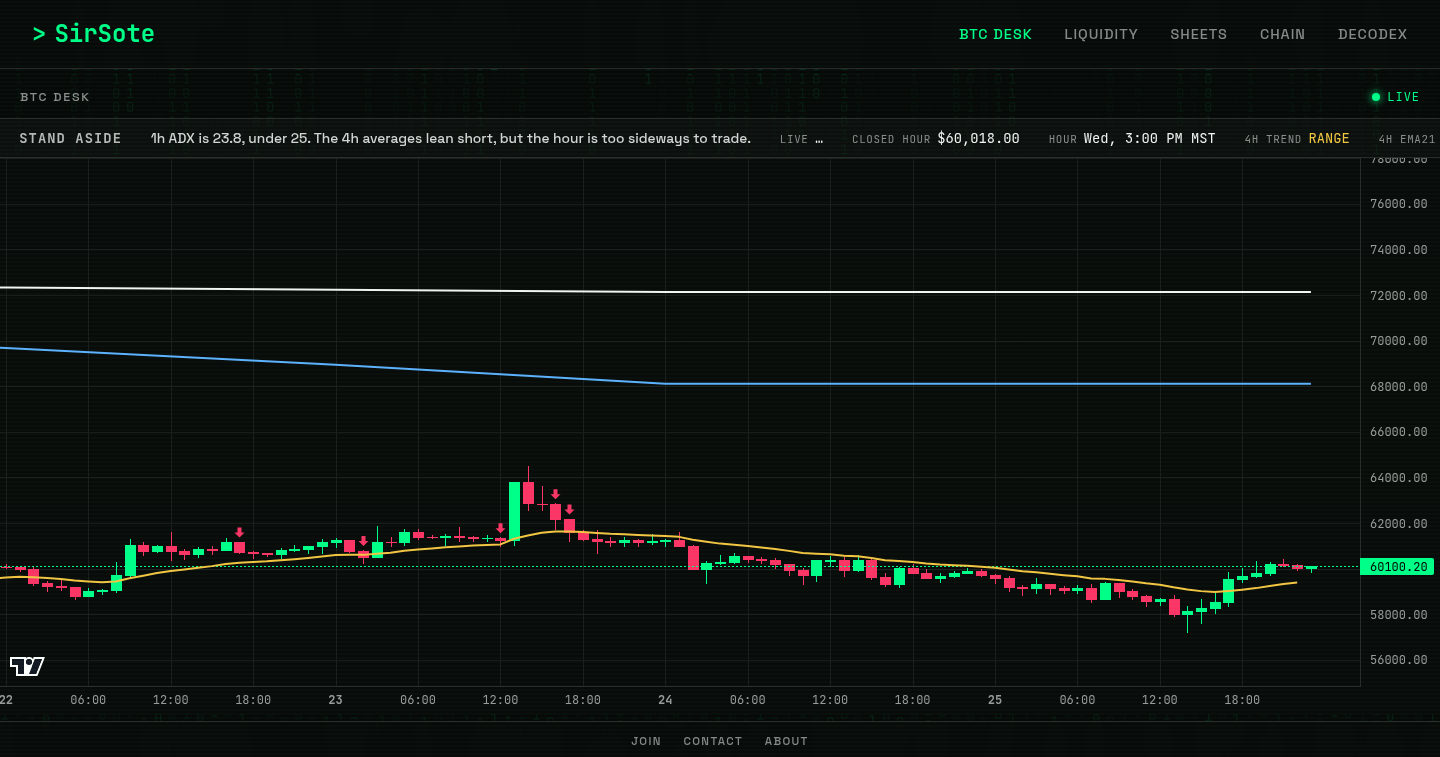 > SirSote
BTC DESK LIQUIDITY SHEETS CHAIN DECODEX
BTC DESK
LIVE
STAND ASIDE 1h ADX is 23.8, under 25. The 4h averages lean short, but the hour is too sideways to trade. LIVE … CLOSED HOUR $60,018.00 HOUR Wed, 3:00 PM MST 4H TREND RANGE 4H EMA21
78000.00
76000.00
74000.00
72000.00
70000.00
68000.00
66000.00
64000.00
62000.00
60100.20
58000.00
56000.00
22 06:00 12:00 18:00 23 06:00 12:00 18:00 24 06:00 12:00 18:00 25 06:00 12:00 18:00
JOIN CONTACT ABOUT